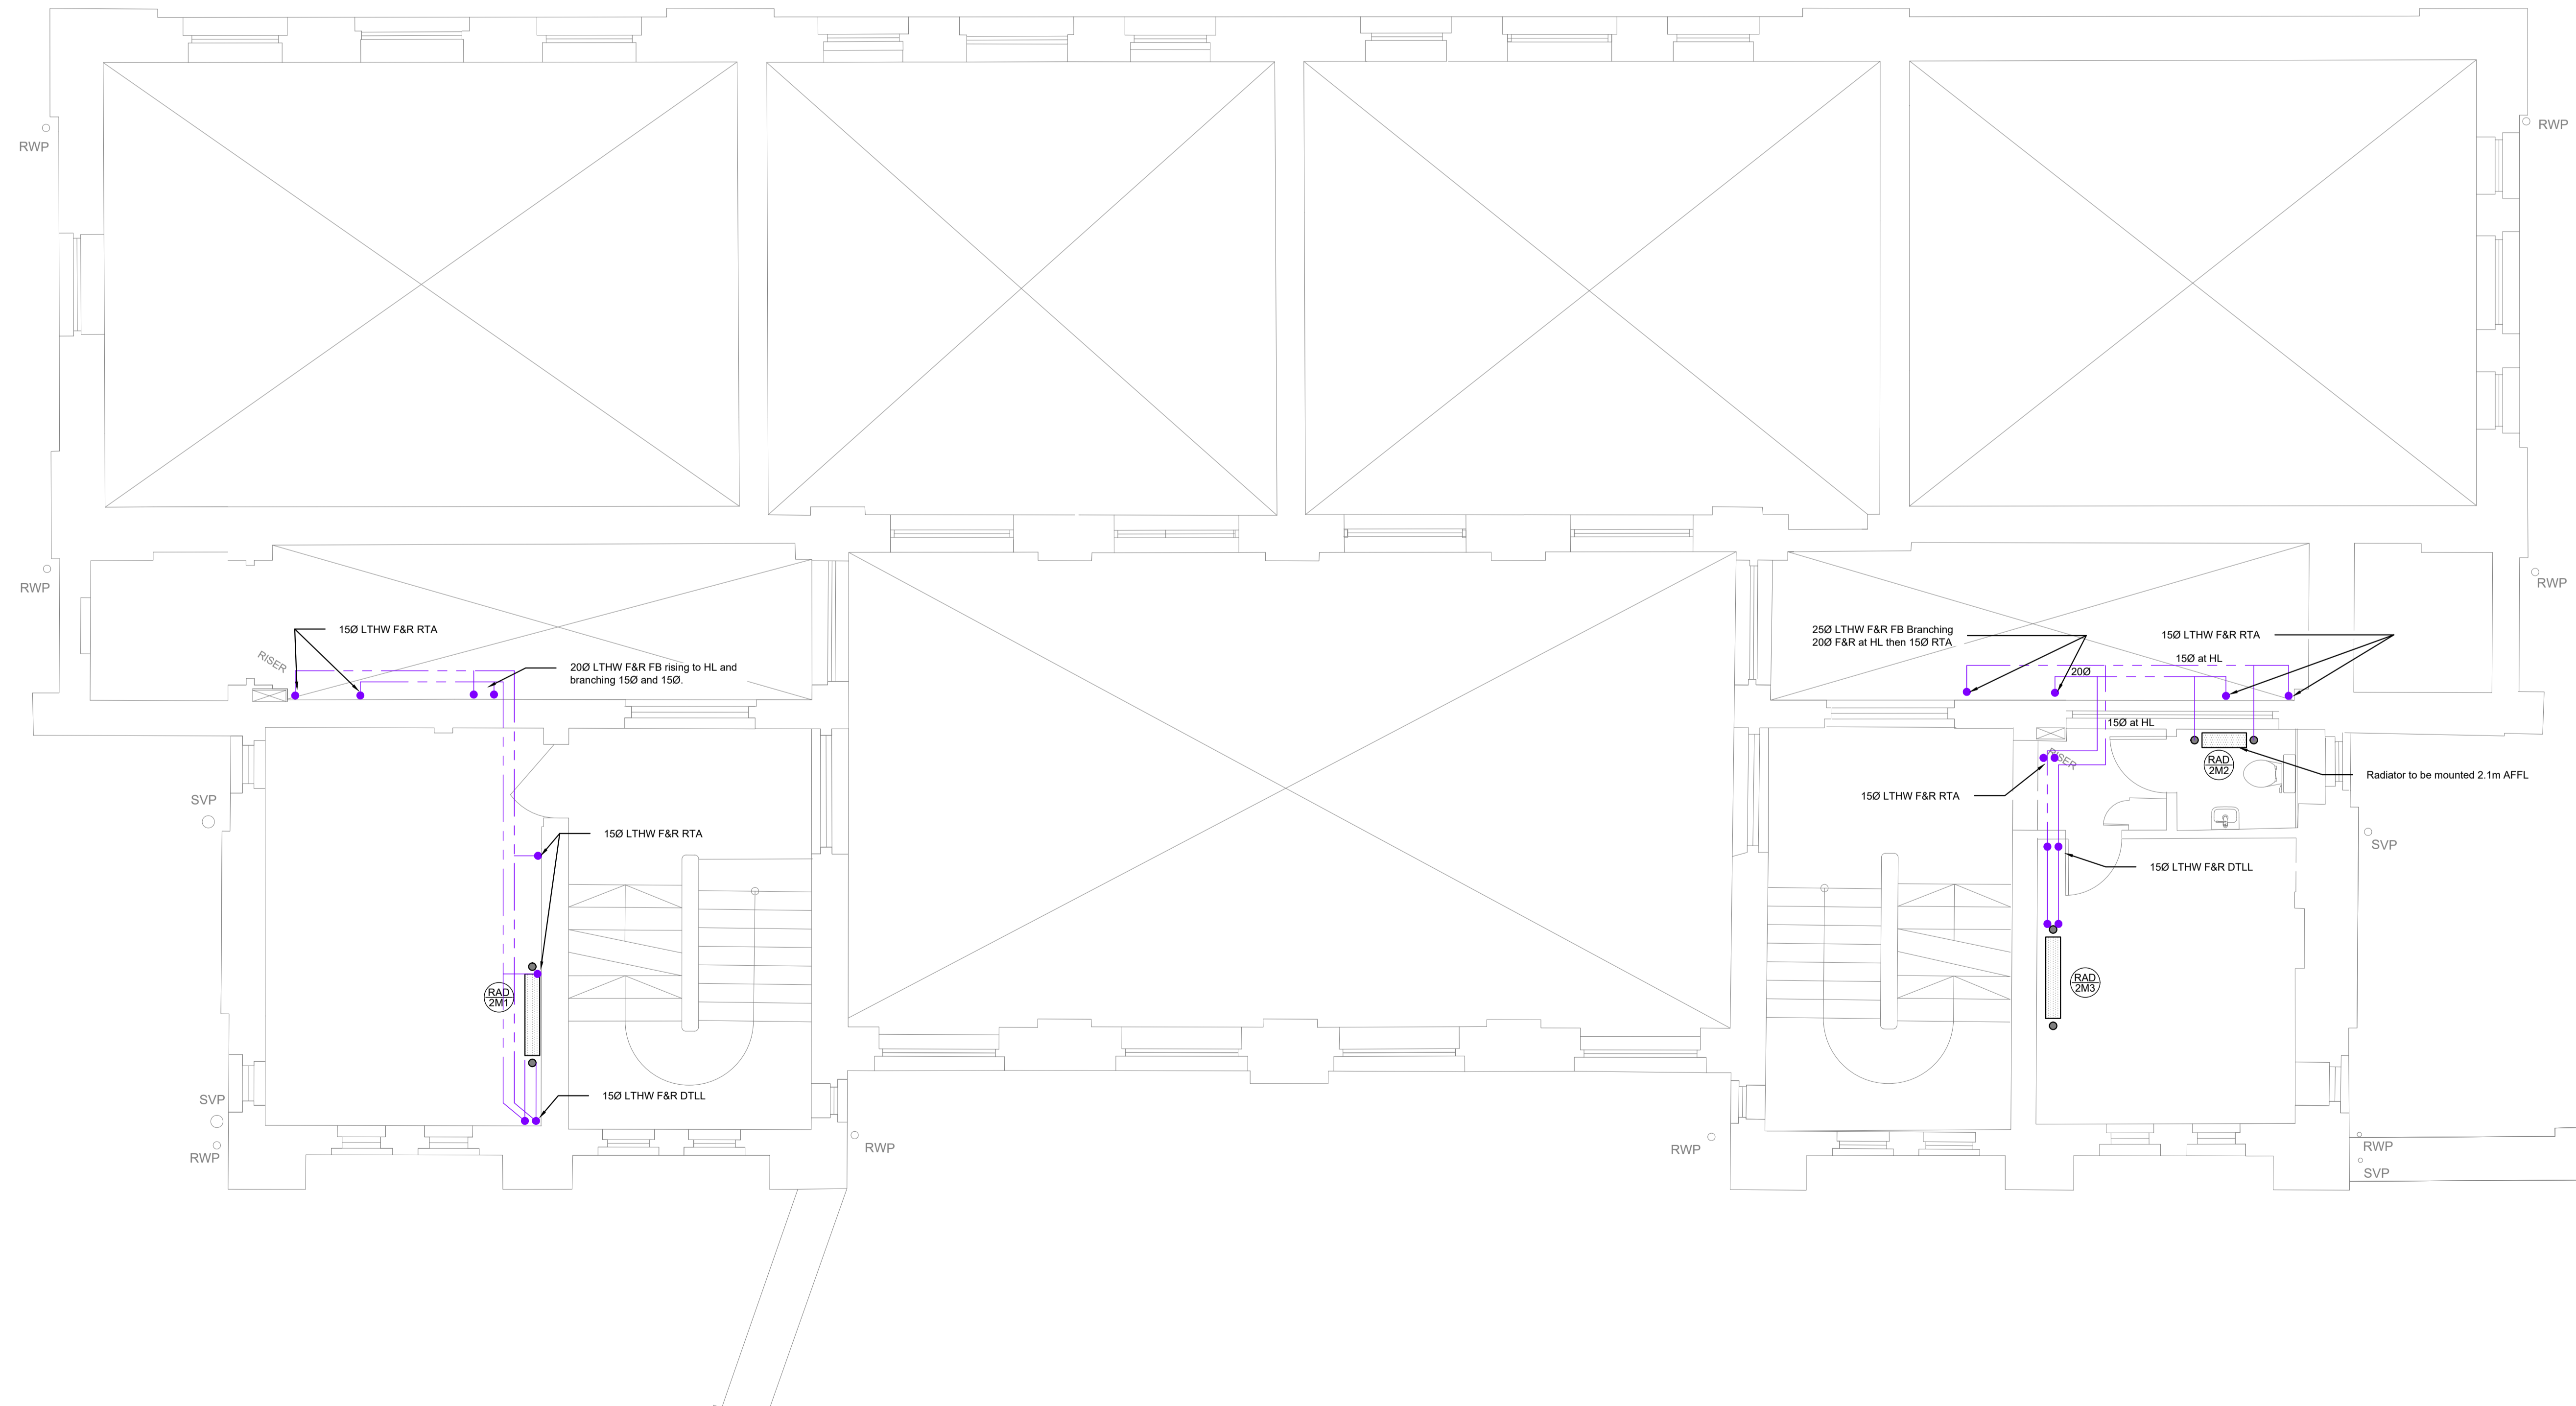 RWP
RWP
RWP
RWP
15Ø LTHW F&R RTA
RISER
20Ø LTHW F&R FB rising to HL and
branching 15Ø and 15Ø.
25Ø LTHW F&R FB Branching
20Ø F&R at HL then 15Ø RTA
15Ø LTHW F&R RTA
15Ø at HL
20Ø
15Ø at HL
RISER
RAD
2M2
Radiator to be mounted 2.1m AFFL
15Ø LTHW F&R RTA
SVP
15Ø LTHW F&R RTA
SVP
15Ø LTHW F&R DTLL
RAD
2M1
RAD
2M3
SVP
15Ø LTHW F&R DTLL
RWP
RWP
RWP
RWP
SVP